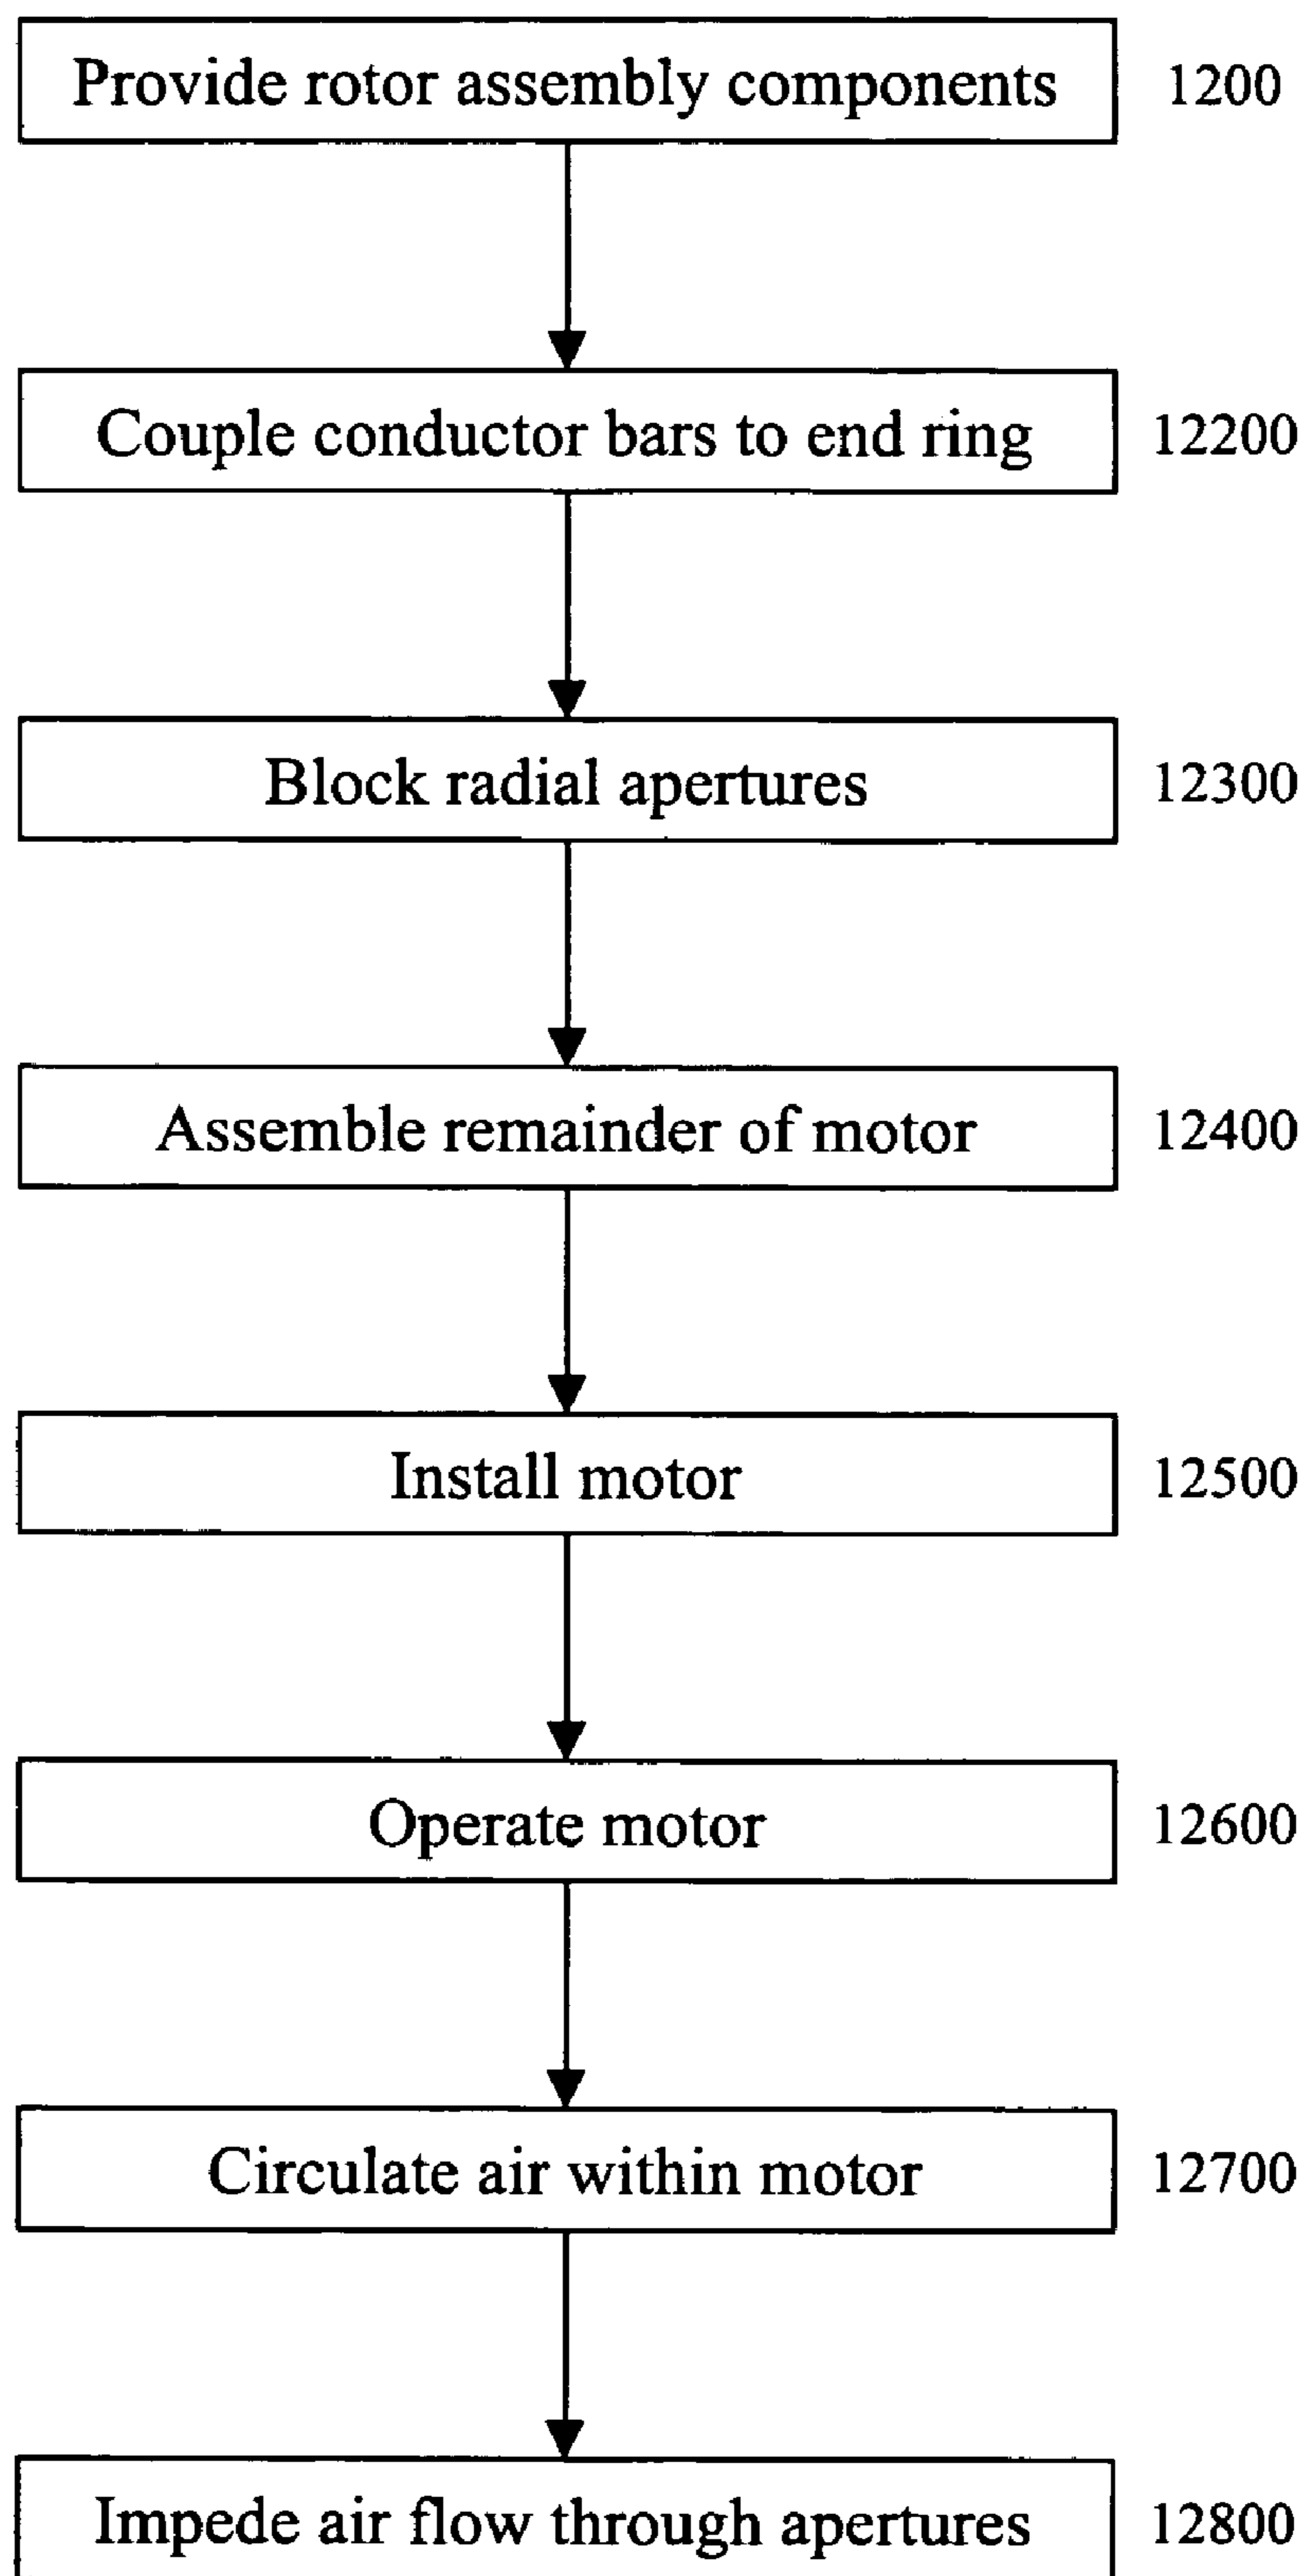 Provide rotor assembly components 1200
Couple conductor bars to end ring 12200
Block radial apertures 12300
Assemble remainder of motor 12400
Install motor 12500
Operate motor 12600
Circulate air within motor 12700
Impede air flow through apertures 12800